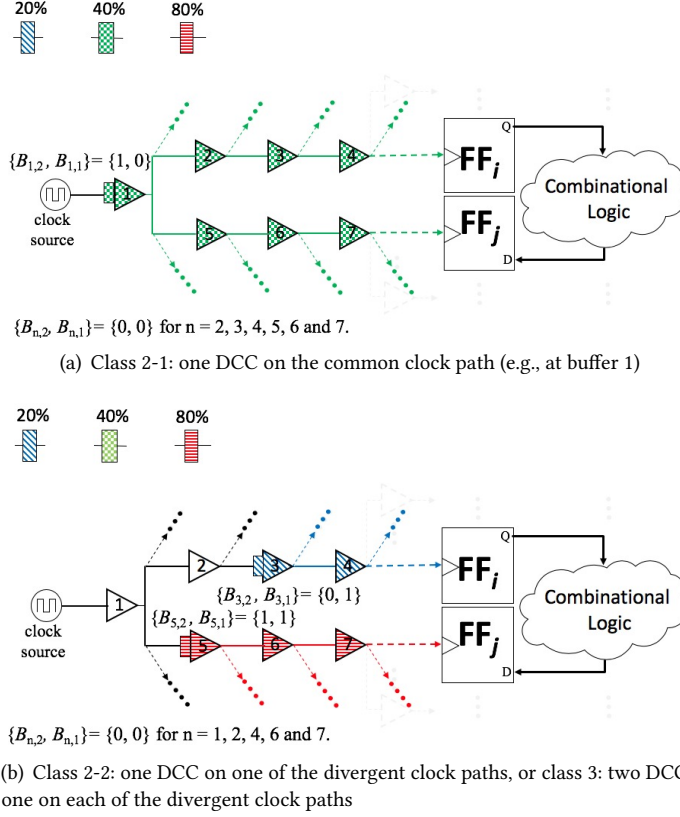 20% 40% 80%
{B1,2, B1,1}= {1, 0}
clock
source
1
2 3 4
5 6 7
FFi
Q
FFj
D
Combinational
Logic
{Bn,2, Bn,1}= {0, 0} for n = 2, 3, 4, 5, 6 and 7.
(a) Class 2-1: one DCC on the common clock path (e.g., at buffer 1)
20% 40% 80%
clock
source
1
2 3 4
{B3,2, B3,1}= {0, 1}
{B5,2, B5,1}= {1, 1}
5 6 7
Q
FFi
FFj
D
Combinational
Logic
{Bn,2, Bn,1}= {0, 0} for n = 1, 2, 4, 6 and 7.
(b) Class 2-2: one DCC on one of the divergent clock paths, or class 3: two DCC
one on each of the divergent clock paths